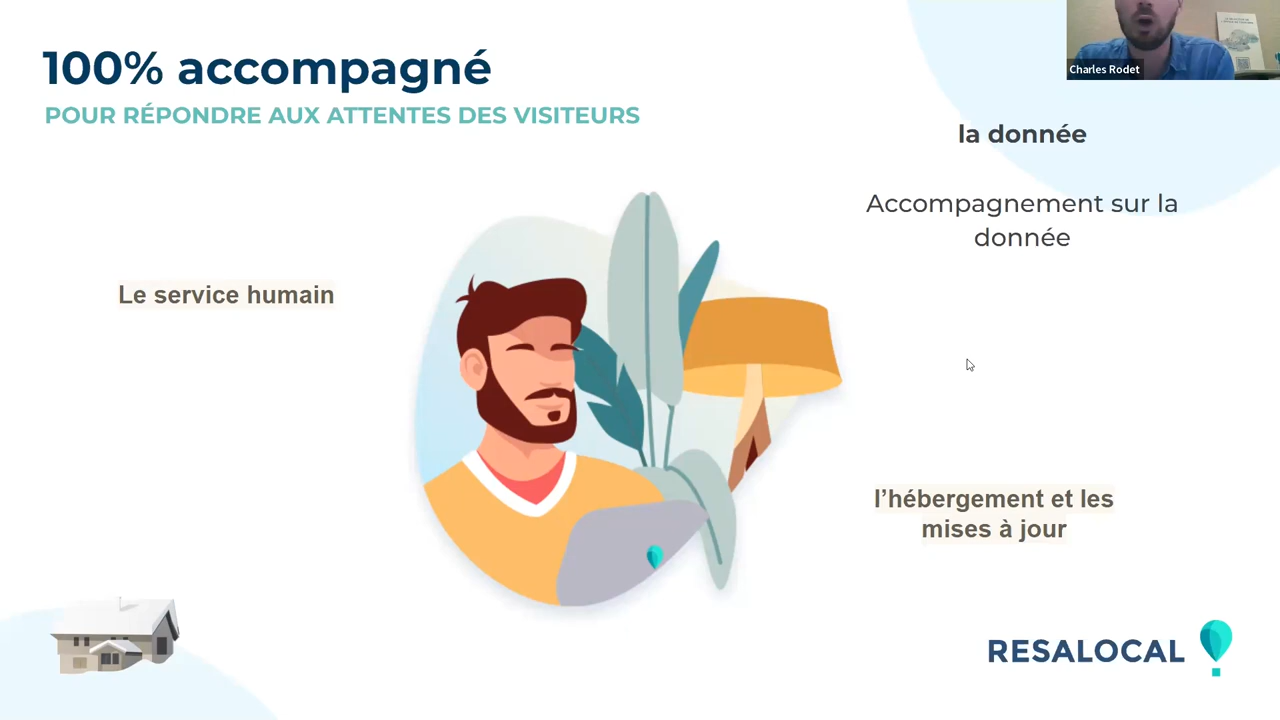 100% accompagné
POUR RÉPONDRE AUX ATTENTES DES VISITEURS
Charles Rodet
la donnée
Accompagnement sur la
donnée
Le service humain
l’hébergement et les
mises à jour
RESALOCAL